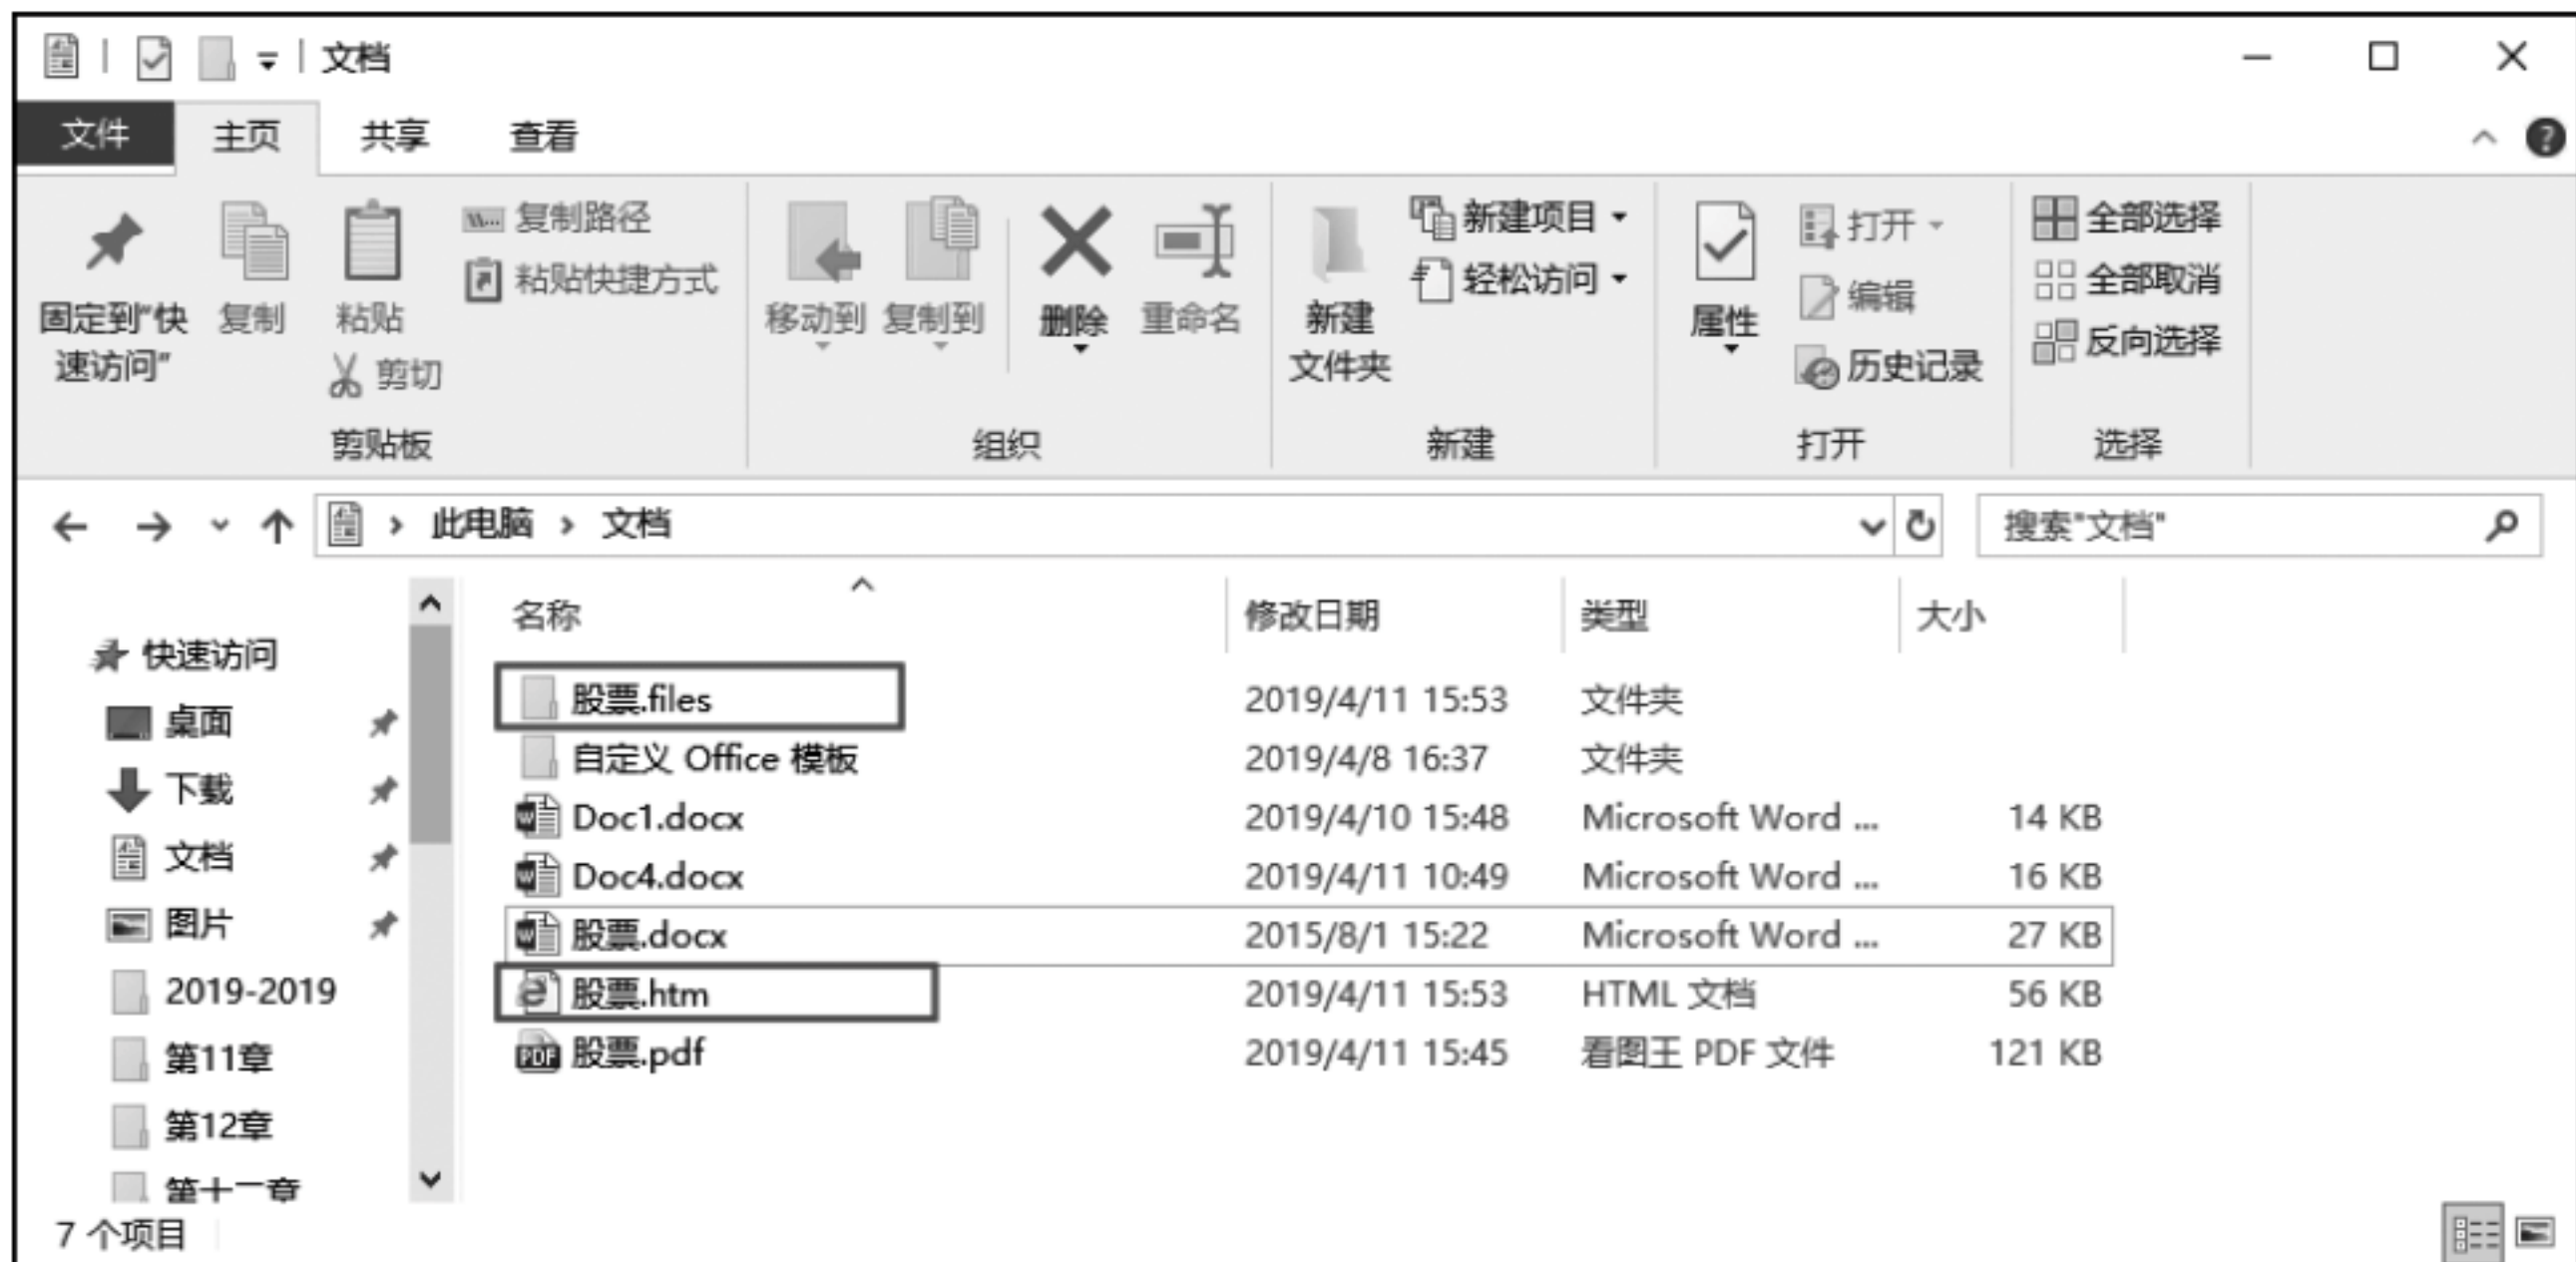 文档
文件 主页 共享 查看
固定到"快速访问" 复制 粘贴 剪切 复制路径 粘贴快捷方式
移动到 复制到 删除 重命名
新建文件夹 新建项目 轻松访问
属性 打开 编辑 历史记录
全部选择 全部取消 反向选择
剪贴板 组织 新建 打开 选择
此电脑 文档 搜索"文档"
名称 修改日期 类型 大小
快速访问
桌面
下载
文档
图片
2019-2019
第11章
第12章
第十一章
股票.files 2019/4/11 15:53 文件夹
自定义 Office 模板 2019/4/8 16:37 文件夹
Doc1.docx 2019/4/10 15:48 Microsoft Word ... 14 KB
Doc4.docx 2019/4/11 10:49 Microsoft Word ... 16 KB
股票.docx 2015/8/1 15:22 Microsoft Word ... 27 KB
股票.htm 2019/4/11 15:53 HTML 文档 56 KB
股票.pdf 2019/4/11 15:45 看图王 PDF 文件 121 KB
7 个项目